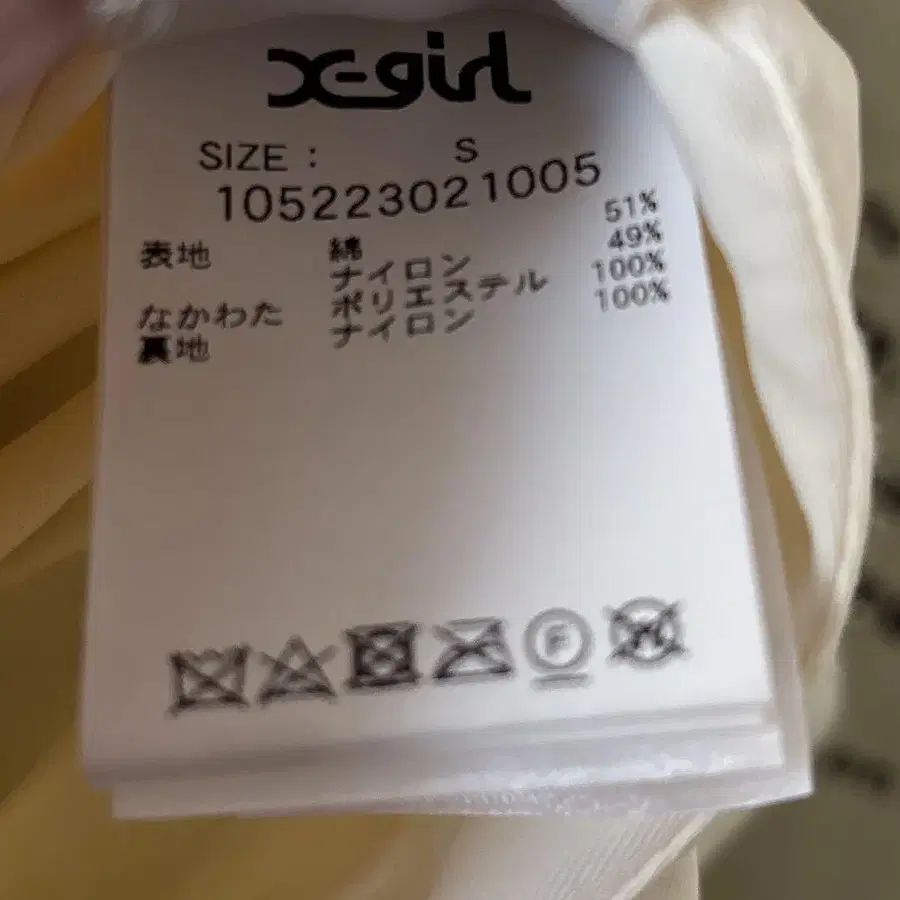 X-girl
SIZE : S
105223021005
表地 綿 51%
ナイロン 49%
なかわた ポリエステル 100%
裏地 ナイロン 100%
F
W